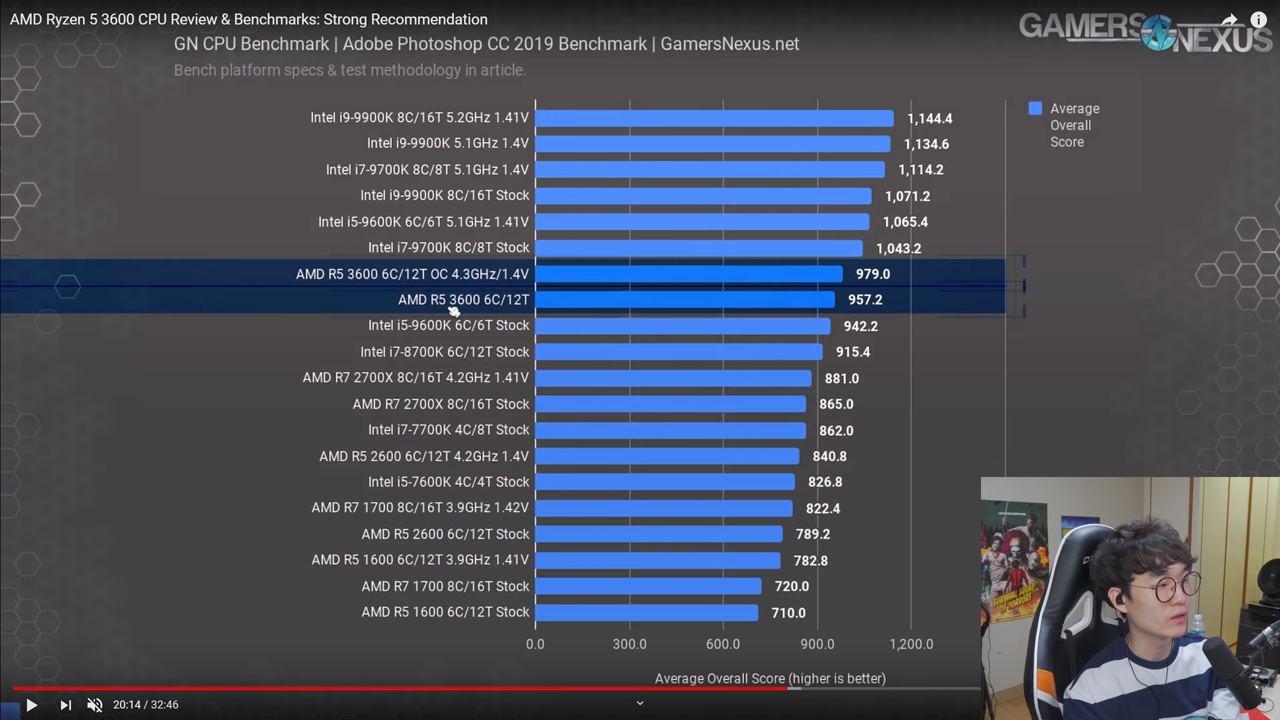 AMD Ryzen 5 3600 CPU Review & Benchmarks: Strong Recommendation
GAMERS NEXUS
GN CPU Benchmark | Adobe Photoshop CC 2019 Benchmark | GamersNexus.net
Bench platform specs & test methodology in article.
Average
Overall
Score
Intel i9-9900K 8C/16T 5.2GHz 1.41V 1,144.4
Intel i9-9900K 5.1GHz 1.4V 1,134.6
Intel i7-9700K 8C/8T 5.1GHz 1.4V 1,114.2
Intel i9-9900K 8C/16T Stock 1,071.2
Intel i5-9600K 6C/6T 5.1GHz 1.41V 1,065.4
Intel i7-9700K 8C/8T Stock 1,043.2
AMD R5 3600 6C/12T OC 4.3GHz/1.4V 979.0
AMD R5 3600 6C/12T 957.2
Intel i5-9600K 6C/6T Stock 942.2
Intel i7-8700K 6C/12T Stock 915.4
AMD R7 2700X 8C/16T 4.2GHz 1.41V 881.0
AMD R7 2700X 8C/16T Stock 865.0
Intel i7-7700K 4C/8T Stock 862.0
AMD R5 2600 6C/12T 4.2GHz 1.4V 840.8
Intel i5-7600K 4C/4T Stock 826.8
AMD R7 1700 8C/16T 3.9GHz 1.42V 822.4
AMD R5 2600 6C/12T Stock 789.2
AMD R5 1600 6C/12T 3.9GHz 1.41V 782.8
AMD R7 1700 8C/16T Stock 720.0
AMD R5 1600 6C/12T Stock 710.0
0.0 300.0 600.0 900.0 1,200.0
Average Overall Score (higher is better)
20:14 / 32:46